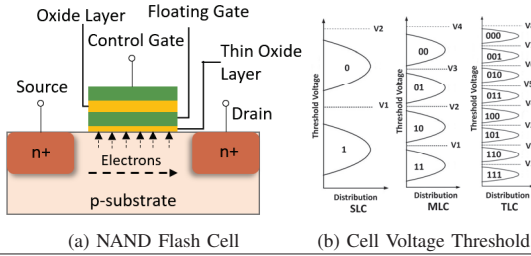 Oxide Layer
Floating Gate
Control Gate
Thin Oxide
Layer
Source
Drain
n+
Electrons
n+
p-substrate
(a) NAND Flash Cell
Threshold Voltage
V2
0
V1
1
Distribution
SLC
Threshold Voltage
V4
00
V3
01
V2
10
V1
11
Distribution
MLC
Threshold Voltage
000
001
010
011
100
101
110
111
Distribution
TLC
(b) Cell Voltage Threshold